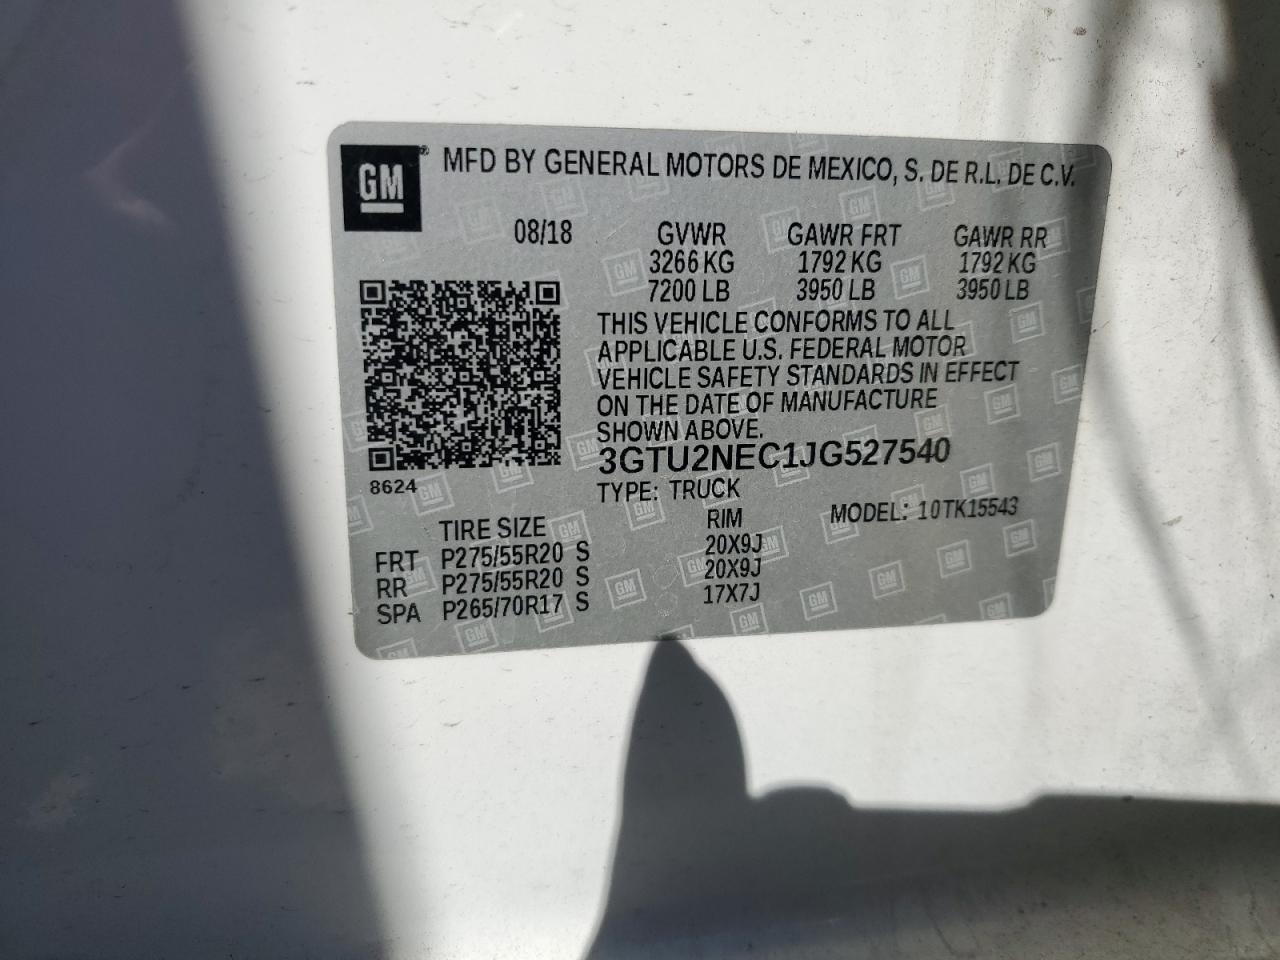 GM® MFD BY GENERAL MOTORS DE MEXICO, S. DE R.L. DE C.V.
08/18 GVWR GAWR FRT GAWR RR
3266 KG 1792 KG 1792 KG
7200 LB 3950 LB 3950 LB
THIS VEHICLE CONFORMS TO ALL
APPLICABLE U.S. FEDERAL MOTOR
VEHICLE SAFETY STANDARDS IN EFFECT
ON THE DATE OF MANUFACTURE
SHOWN ABOVE.
3GTU2NEC1JG527540
8624
TYPE: TRUCK
MODEL: 10TK15543
TIRE SIZE RIM
FRT P275/55R20 S 20X9J
RR P275/55R20 S 20X9J
SPA P265/70R17 S 17X7J